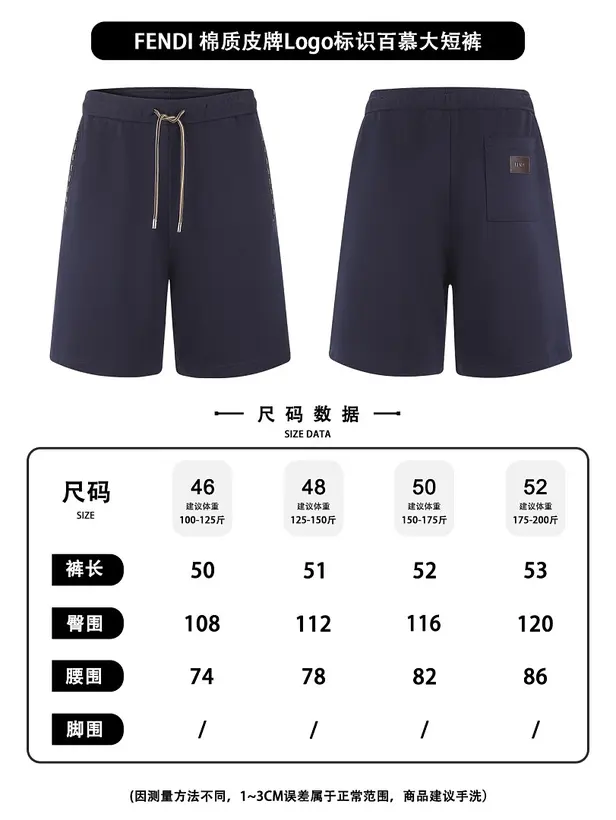 FENDI 棉质皮牌Logo标识百慕大短裤
尺码数据
SIZE DATA
尺码 46 48 50 52
SIZE 建议体重 建议体重 建议体重 建议体重
100-125斤 125-150斤 150-175斤 175-200斤
裤长 50 51 52 53
臀围 108 112 116 120
腰围 74 78 82 86
脚围 / / / /
(因测量方法不同，1~3CM误差属于正常范围，商品建议手洗)